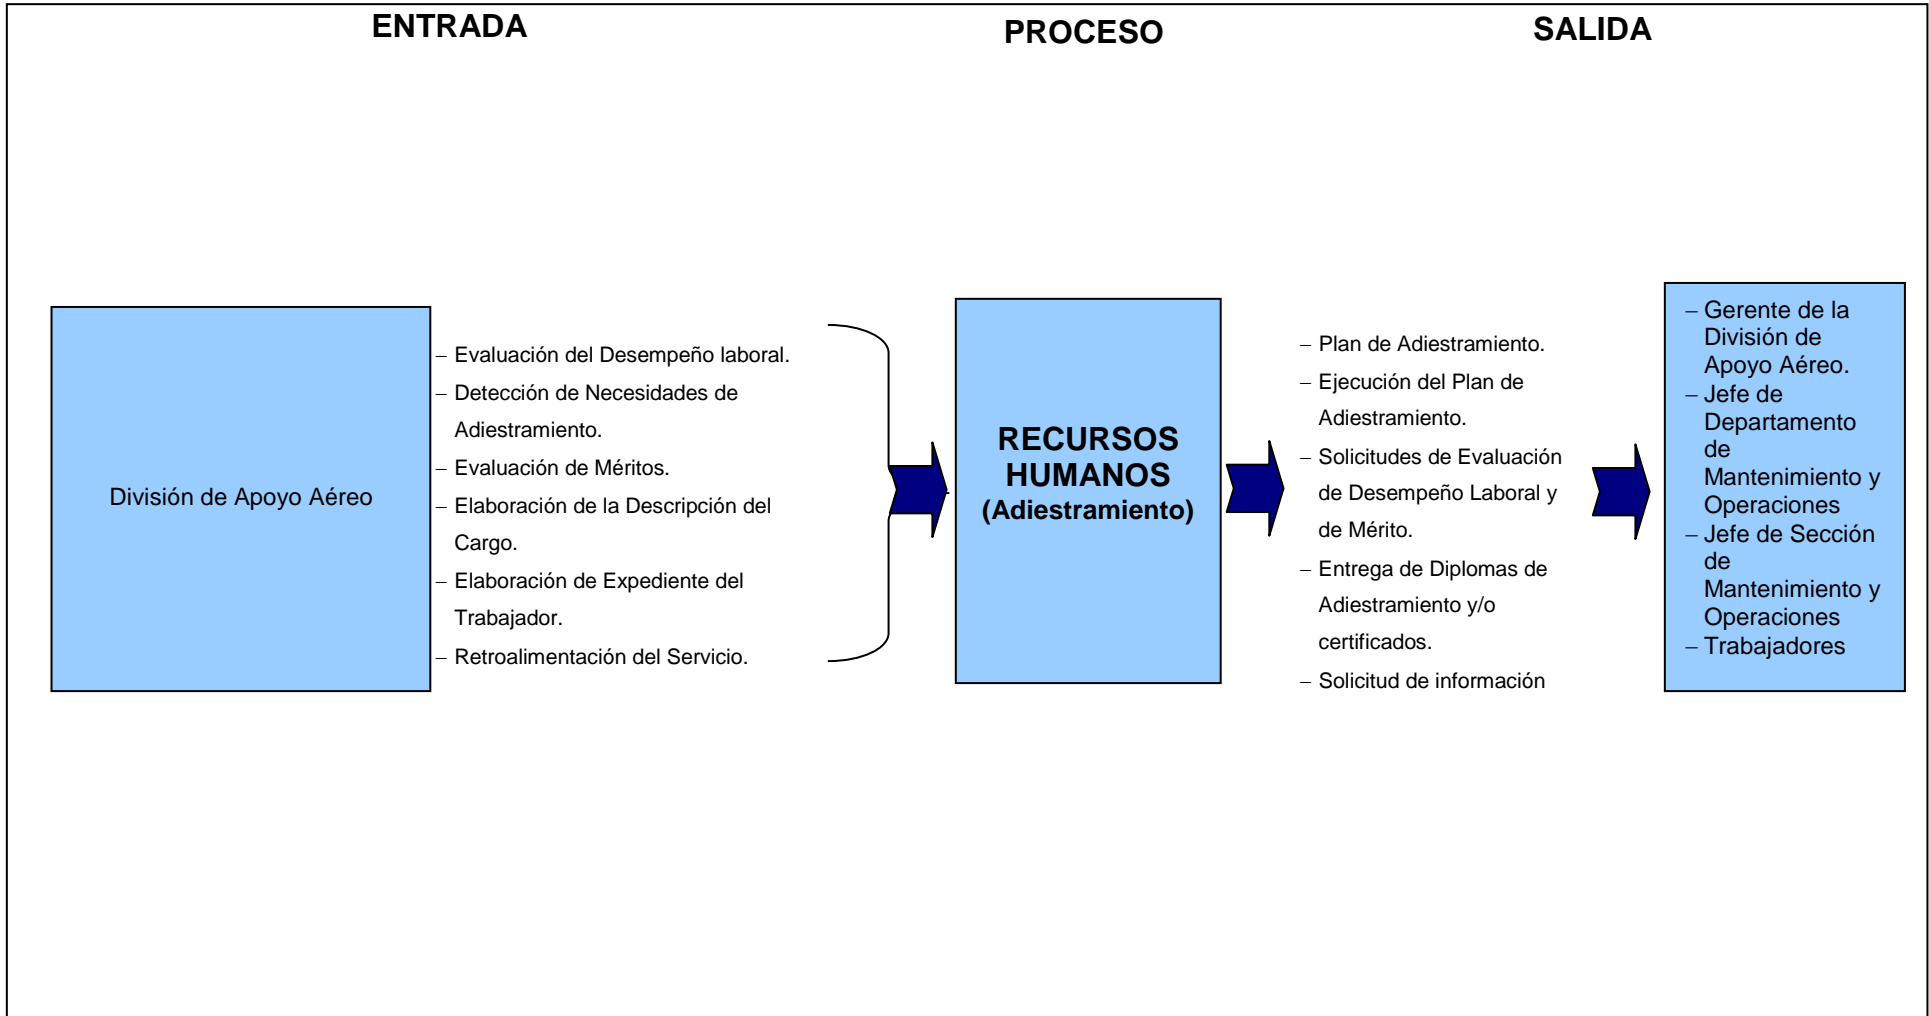 ENTRADA
PROCESO
SALIDA
División de Apoyo Aéreo
– Evaluación del Desempeño laboral.
– Detección de Necesidades de
Adiestramiento.
– Evaluación de Méritos.
– Elaboración de la Descripción del
Cargo.
– Elaboración de Expediente del
Trabajador.
– Retroalimentación del Servicio.
RECURSOS
HUMANOS
(Adiestramiento)
– Plan de Adiestramiento.
– Ejecución del Plan de
Adiestramiento.
– Solicitudes de Evaluación
de Desempeño Laboral y
de Mérito.
– Entrega de Diplomas de
Adiestramiento y/o
certificados.
– Solicitud de información
– Gerente de la
División de
Apoyo Aéreo.
– Jefe de
Departamento
de
Mantenimiento y
Operaciones
– Jefe de Sección
de
Mantenimiento y
Operaciones
– Trabajadores